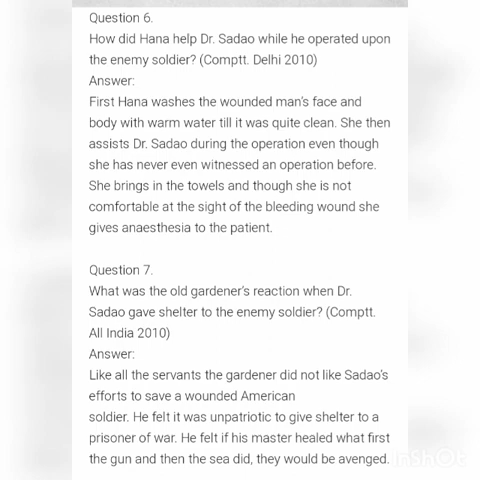 Question 6.
How did Hana help Dr. Sadao while he operated upon
the enemy soldier? (Comptt. Delhi 2010)
Answer:
First Hana washes the wounded man's face and
body with warm water till it was quite clean. She then
assists Dr. Sadao during the operation even though
she has never even witnessed an operation before.
She brings in the towels and though she is not
comfortable at the sight of the bleeding wound she
gives anaesthesia to the patient.
Question 7.
What was the old gardener's reaction when Dr.
Sadao gave shelter to the enemy soldier? (Comptt.
All India 2010)
Answer:
Like all the servants the gardener did not like Sadao's
efforts to save a wounded American
soldier. He felt it was unpatriotic to give shelter to a
prisoner of war. He felt if his master healed what first
the gun and then the sea did, they would be avenged.
InShOt